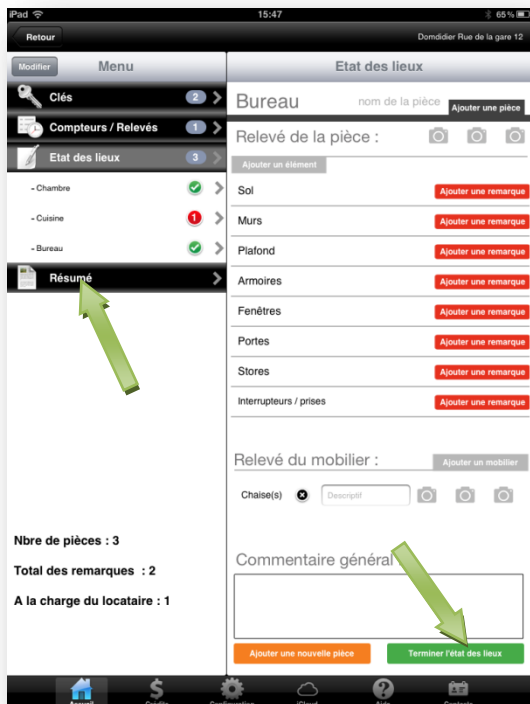 iPad 15:47 65 %
Retour Domdidier Rue de la gare 12
Modifier Menu
Etat des lieux
Clés 2
Compteurs / Relevés 1
Etat des lieux 3
- Chambre
- Cuisine 1
- Bureau
Résumé
Nbre de pièces : 3
Total des remarques : 2
A la charge du locataire : 1
Bureau nom de la pièce Ajouter une pièce
Relevé de la pièce :
Ajouter un élément
Sol Ajouter une remarque
Murs Ajouter une remarque
Plafond Ajouter une remarque
Armoires Ajouter une remarque
Fenêtres Ajouter une remarque
Portes Ajouter une remarque
Stores Ajouter une remarque
Interrupteurs / prises Ajouter une remarque
Relevé du mobilier : Ajouter un mobilier
Chaise(s) Descriptif
Commentaire général
Ajouter une nouvelle pièce Terminer l'état des lieux
Accueil Crédits Configuration iCloud Aide Contacts